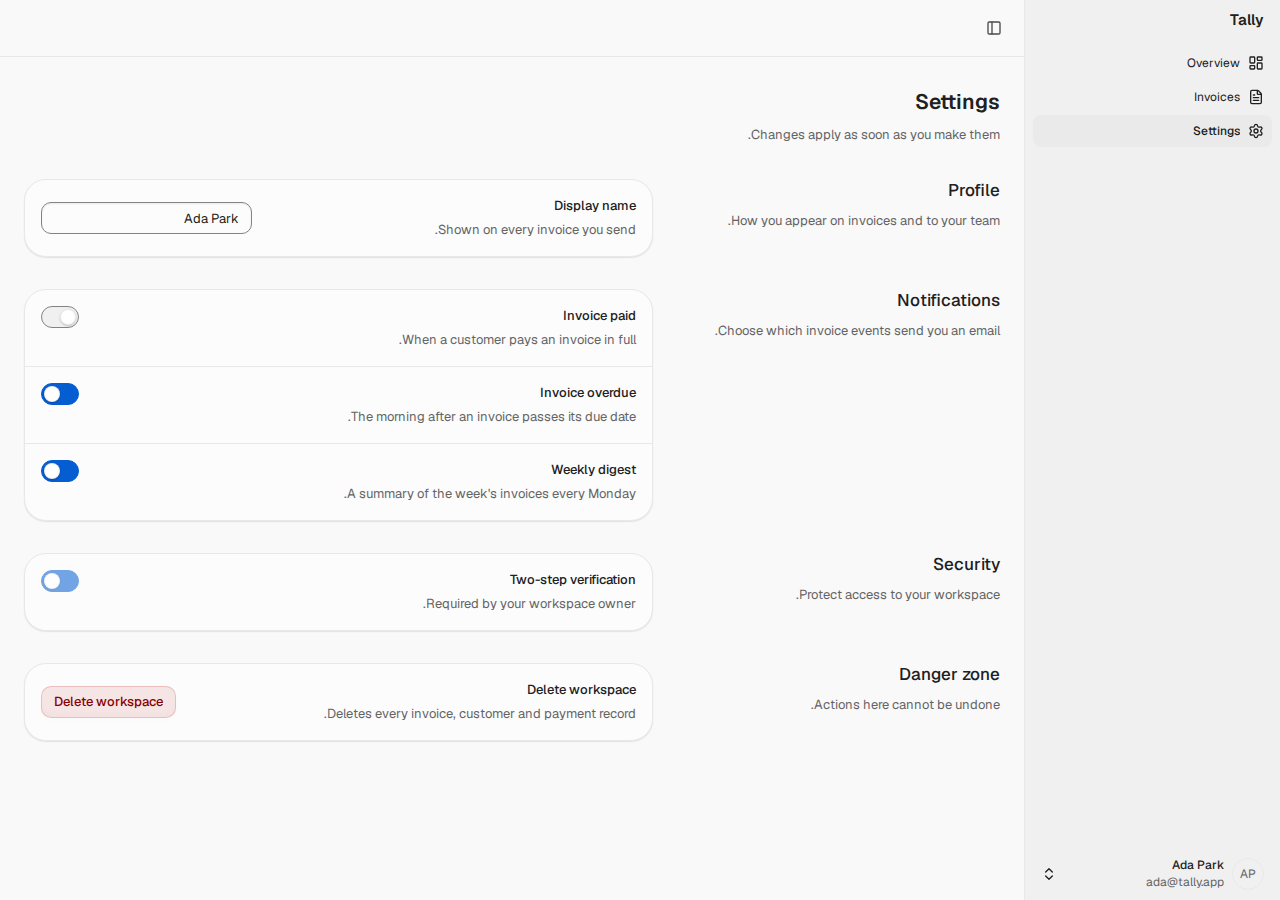 Tally
Overview
Invoices
Settings
Ada Park
ada@tally.app
AP
Settings
.Changes apply as soon as you make them
Profile
.How you appear on invoices and to your team
Display name
.Shown on every invoice you send
Ada Park
Notifications
.Choose which invoice events send you an email
Invoice paid
.When a customer pays an invoice in full
Invoice overdue
.The morning after an invoice passes its due date
Weekly digest
.A summary of the week's invoices every Monday
Security
.Protect access to your workspace
Two-step verification
.Required by your workspace owner
Danger zone
.Actions here cannot be undone
Delete workspace
.Deletes every invoice, customer and payment record
Delete workspace